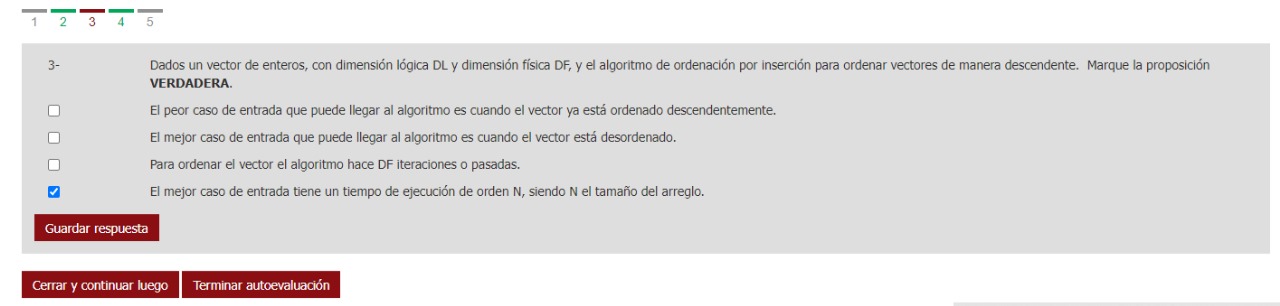 1 2 3 4 5
3- Dados un vector de enteros, con dimensión lógica DL y dimensión física DF, y el algoritmo de ordenación por inserción para ordenar vectores de manera descendente. Marque la proposición
VERDADERA.
El peor caso de entrada que puede llegar al algoritmo es cuando el vector ya está ordenado descendentemente.
El mejor caso de entrada que puede llegar al algoritmo es cuando el vector está desordenado.
Para ordenar el vector el algoritmo hace DF iteraciones o pasadas.
El mejor caso de entrada tiene un tiempo de ejecución de orden N, siendo N el tamaño del arreglo.
Guardar respuesta
Cerrar y continuar luego Terminar autoevaluación